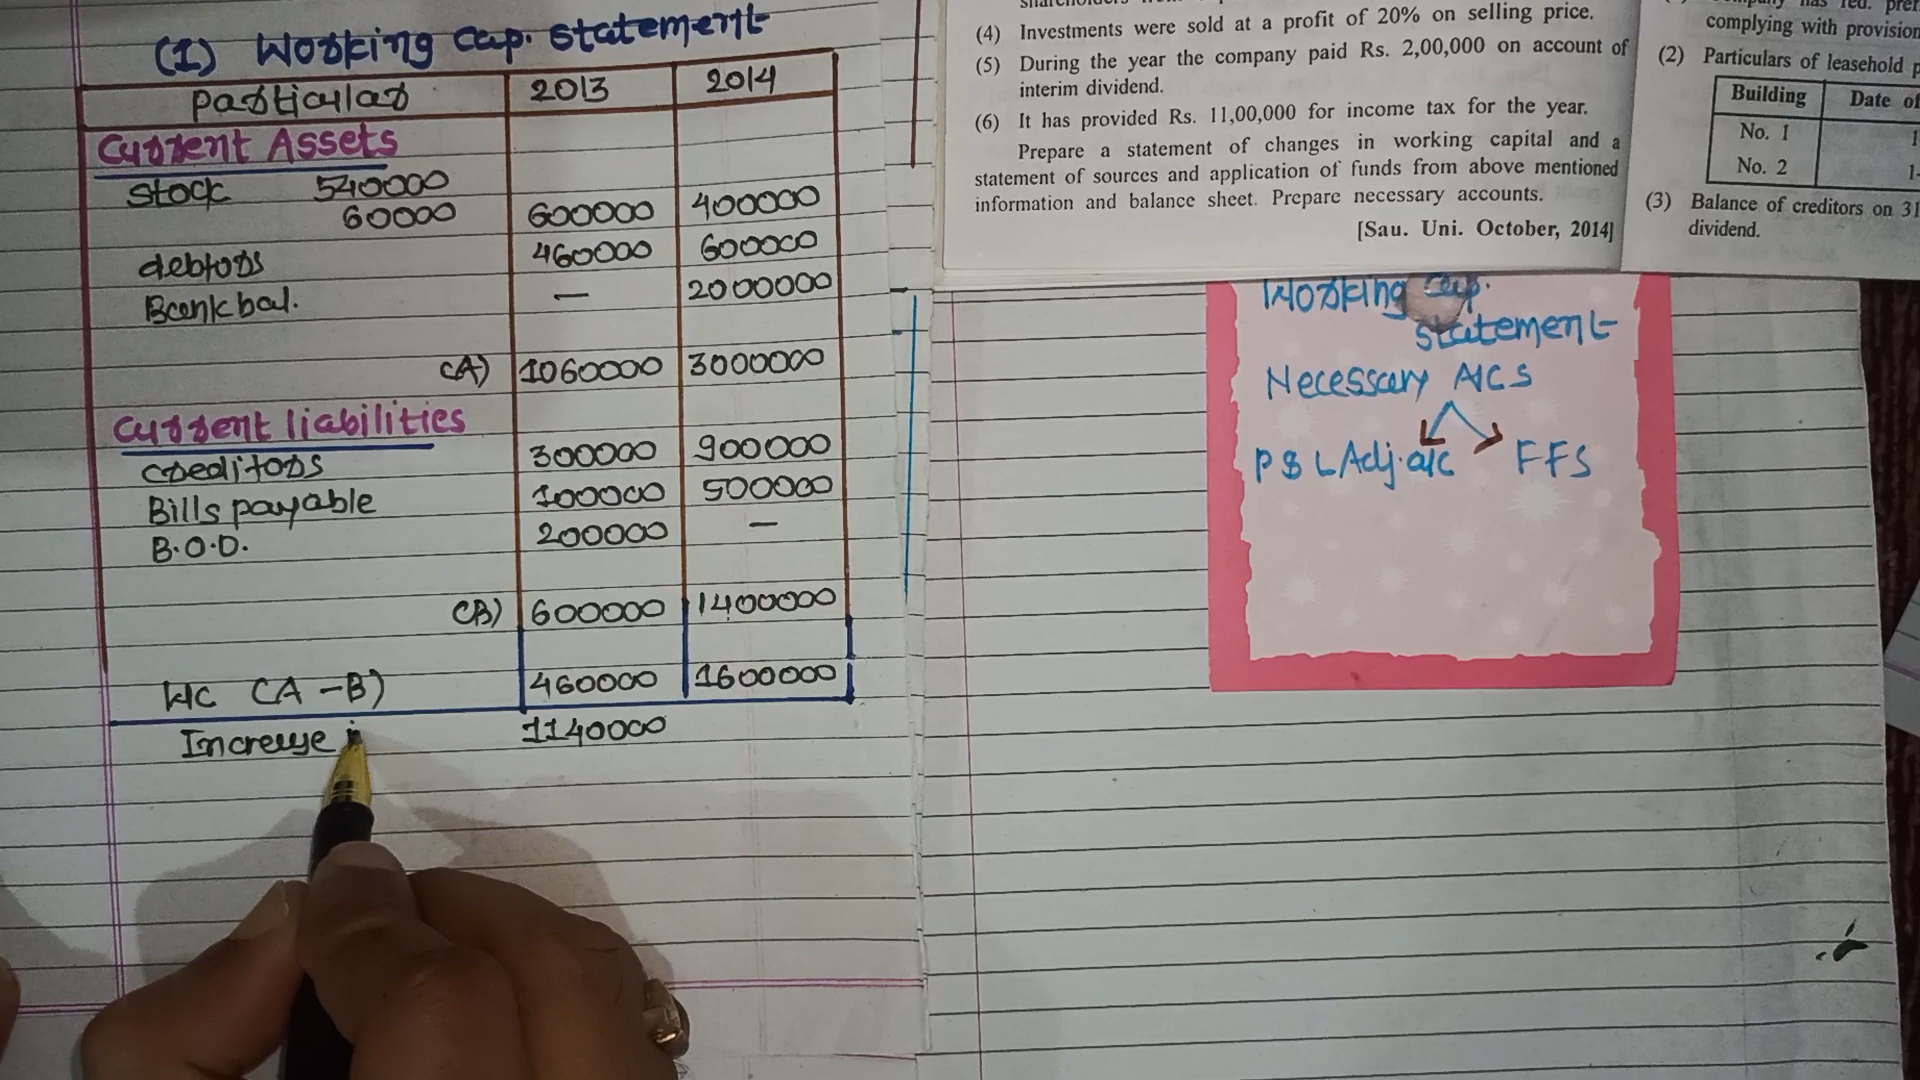 (I) Working cap. statement
Particular 2013 2014
Current Assets
Stock 540000
60000 600000 400000
debtors 460000 600000
Bank bal. — 2000000
(A) 1060000 3000000
Current liabilities
creditors 300000 900000
Bills payable 100000 500000
B.O.D. 200000 —
(B) 600000 1400000
WC (A-B) 460000 1600000
Increase i 1140000
(4) Investments were sold at a profit of 20% on selling price.
(5) During the year the company paid Rs. 2,00,000 on account of
interim dividend.
(6) It has provided Rs. 11,00,000 for income tax for the year.
Prepare a statement of changes in working capital and a
statement of sources and application of funds from above mentioned
information and balance sheet. Prepare necessary accounts.
[Sau. Uni. October, 2014]
complying with provision
(2) Particulars of leasehold p
Building Date of
No. 1 1
No. 2 1-
(3) Balance of creditors on 31
dividend.
Working Cap.
statement
Necessary A/CS
P & L Adj. a/c FFS